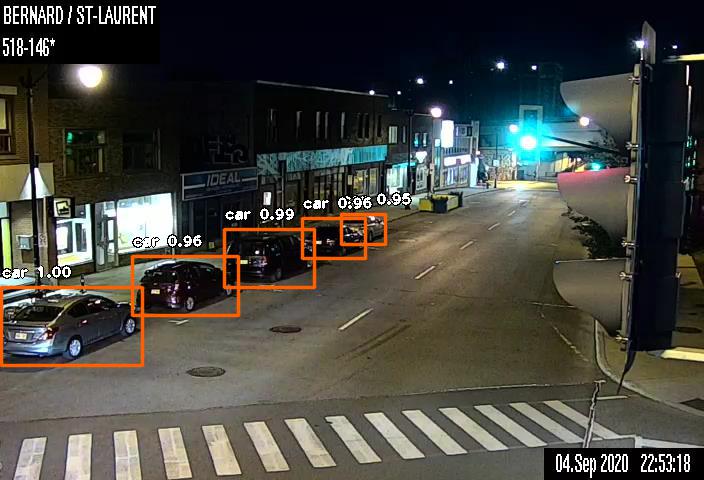 BERNARD / ST-LAURENT
518-146*
IDEAL
car 0.96 0.95
car 0.99
car 0.96
car 1.00
04.Sep 2020 22:53:18